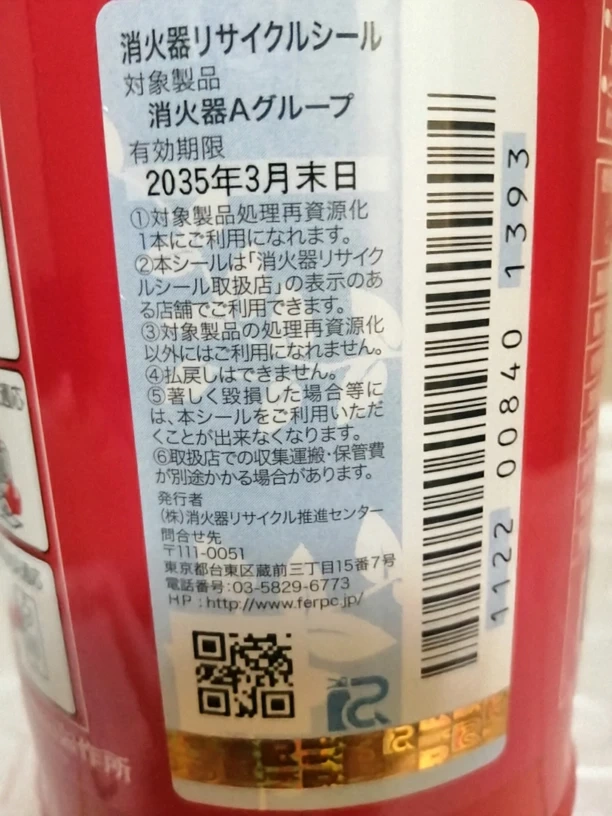 消火器リサイクルシール
対象製品
消火器Aグループ
有効期限
2035年3月末日
①対象製品処理再資源化
1本にご利用になれます。
②本シールは「消火器リサイク
ルシール取扱店」の表示のあ
る店舗でご利用できます。
③対象製品の処理再資源化
以外にはご利用になれません。
④払戻しはできません。
⑤著しく毀損した場合等に
は、本シールをご利用いただ
くことが出来なくなります。
⑥取扱店での収集運搬・保管費
が別途かかる場合があります。
発行者
(株)消火器リサイクル推進センター
問合せ先
〒111-0051
東京都台東区蔵前三丁目15番7号
電話番号:03-5829-6773
HP:http://www.ferpc.jp/
1122 00840 1393
作所